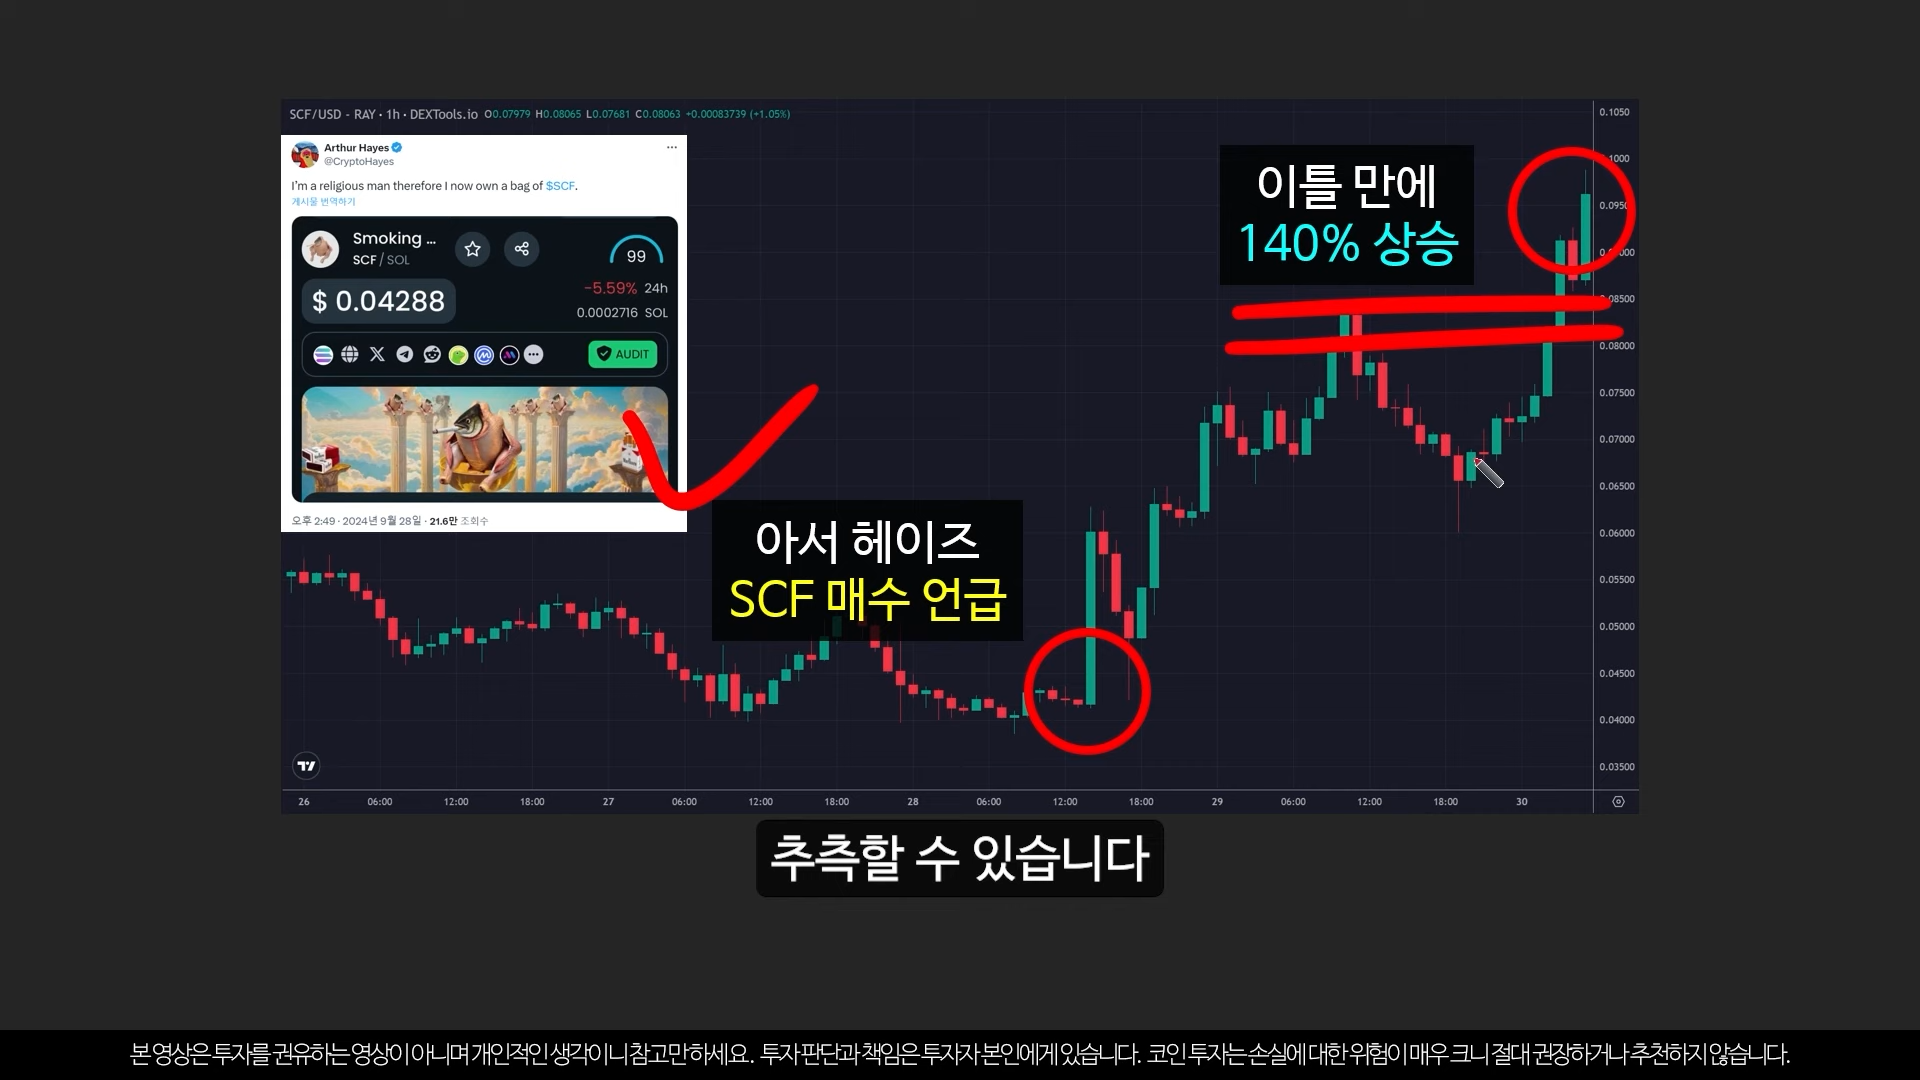 SCF/USD - RAY · 1h · DEXTools.io O0.07979 H0.08065 L0.07681 C0.08063 +0.00083739 (+1.05%)
Arthur Hayes
@CryptoHayes
I'm a religious man therefore I now own a bag of $SCF.
게시물 번역하기
Smoking ...
SCF / SOL
99
$ 0.04288
-5.59% 24h
0.0002716 SOL
AUDIT
오후 2:49 · 2024년 9월 28일 · 21.6만 조회수
이틀 만에
140% 상승
아서 헤이즈
SCF 매수 언급
0.1050
0.08500
0.08000
0.07500
0.07000
0.06500
0.06000
0.05500
0.05000
0.04500
0.04000
0.03500
26 06:00 12:00 18:00 27 06:00 12:00 18:00 28 06:00 12:00 18:00 29 06:00 12:00 18:00 30
추측할 수 있습니다
본 영상은 투자를 권유하는 영상이 아니며 개인적인 생각이니 참고만 하세요. 투자 판단과 책임은 투자자 본인에게 있습니다. 코인 투자는 손실에 대한 위험이 매우 크니 절대 권장하거나 추천하지 않습니다.